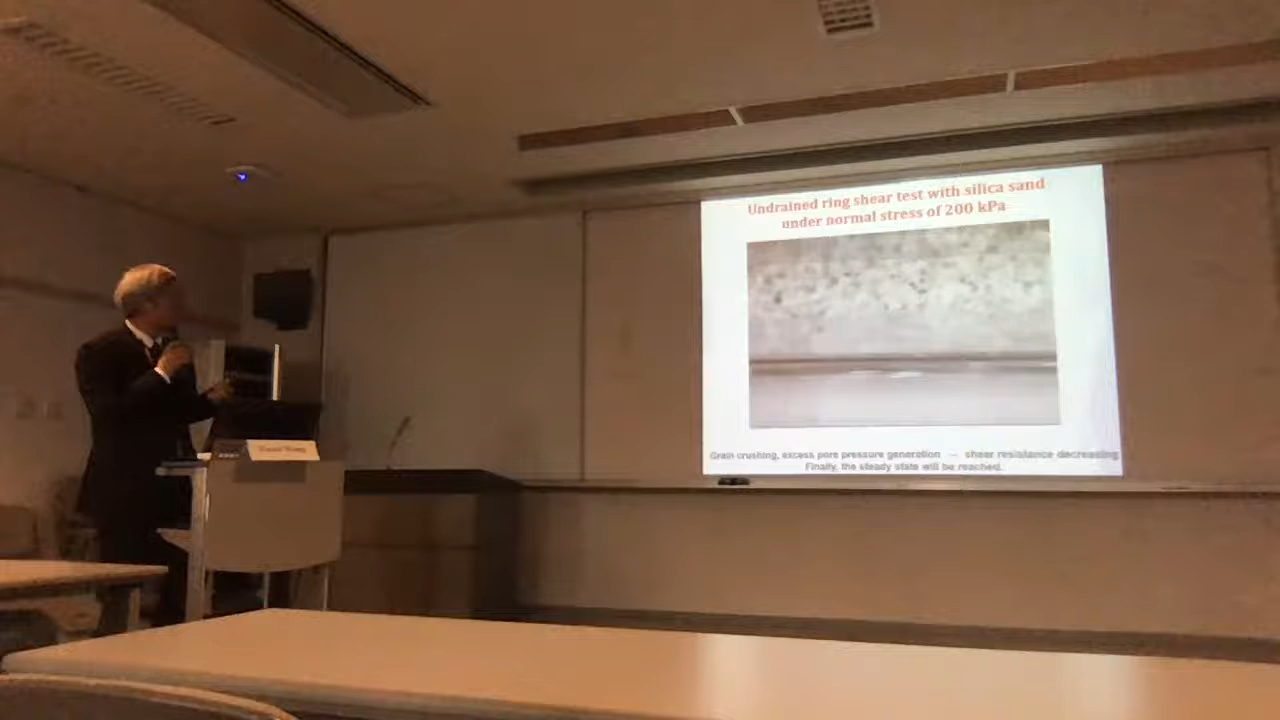 Undrained ring shear test with silica sand
under normal stress of 200 kPa
Grain crushing, excess pore pressure generation → shear resistance decreasing
Finally, the steady state will be reached.